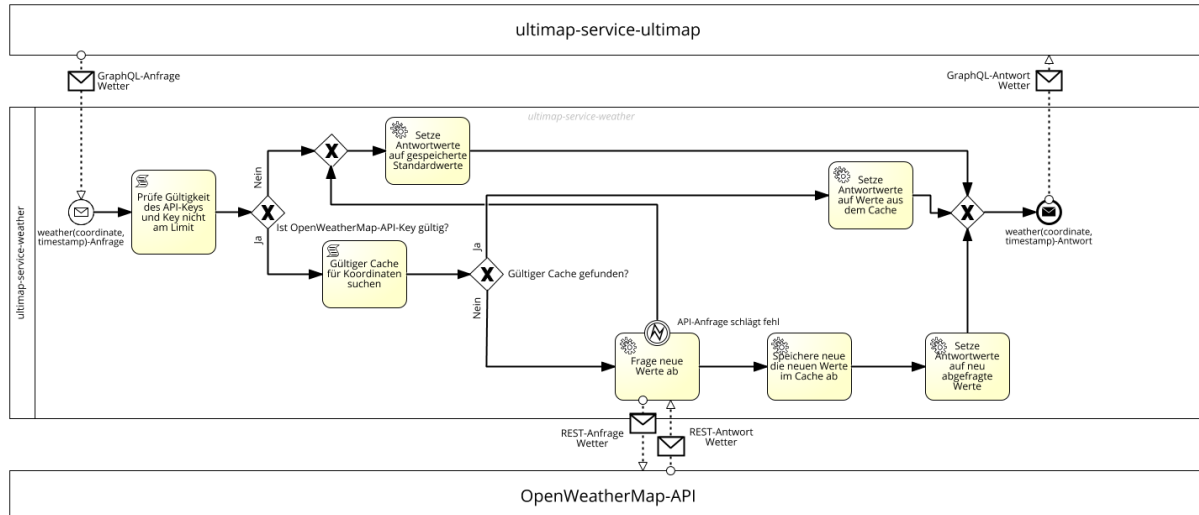 ultimap-service-ultimap
GraphQL-Anfrage
Wetter
GraphQL-Antwort
Wetter
ultimap-service-weather
ultimap-service-weather
Setze
Antwortwerte
auf gespeicherte
Standardwerte
Nein
Prüfe Gültigkeit
des API-Keys
und Key nicht
am Limit
Setze
Antwortwerte
auf Werte aus
dem Cache
weather(coordinate,
timestamp)-Anfrage
Ist OpenWeatherMap-API-Key gültig?
Ja
weather(coordinate,
timestamp)-Antwort
Gültiger Cache
für Koordinaten
suchen
Ja
Gültiger Cache gefunden?
Nein
API-Anfrage schlägt fehl
Frage neue
Werte ab
Speichere neue
die neuen Werte
im Cache ab
Setze
Antwortwerte
auf neu
abgefragte
Werte
REST-Anfrage
Wetter
REST-Antwort
Wetter
OpenWeatherMap-API